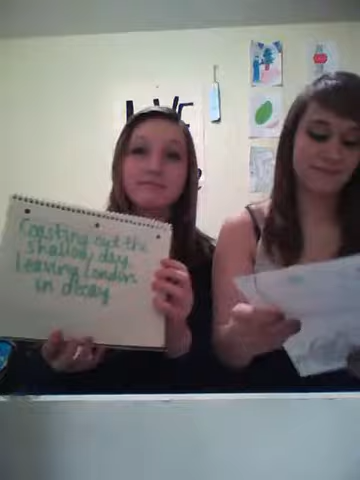 Coasting out the
shallow day
leaving London
in decay